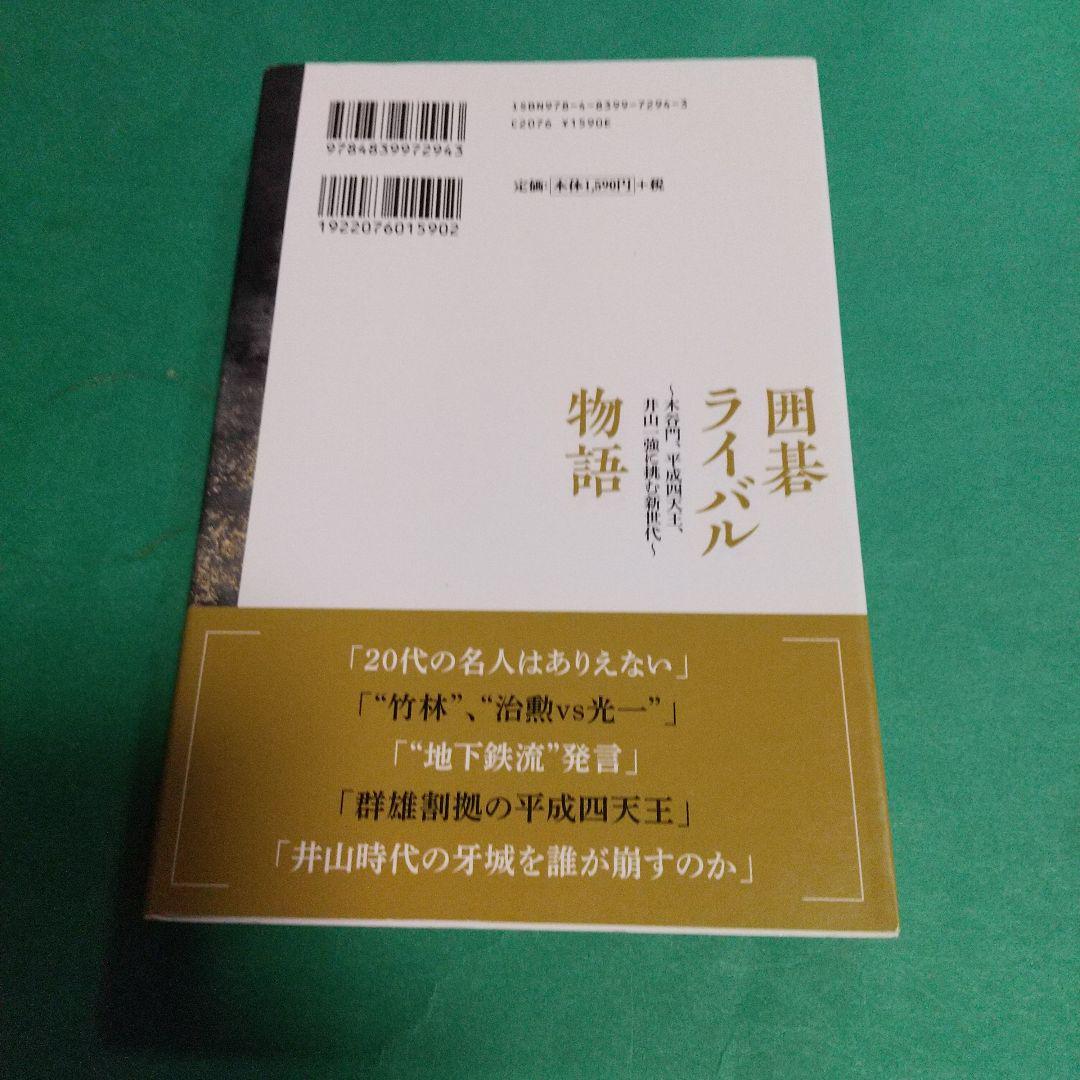 9784839972943
1922076015902
ISBN978-4-8399-7294-3
C2076 ¥1590E
定価：本体1,590円＋税
囲碁
ライバル
物語
～木谷門、平成四天王、
井山一強に挑む新世代～
「20代の名人はありえない」
「“竹林”、“治勲vs光一”」
「“地下鉄流”発言」
「群雄割拠の平成四天王」
「井山時代の牙城を誰が崩すのか」